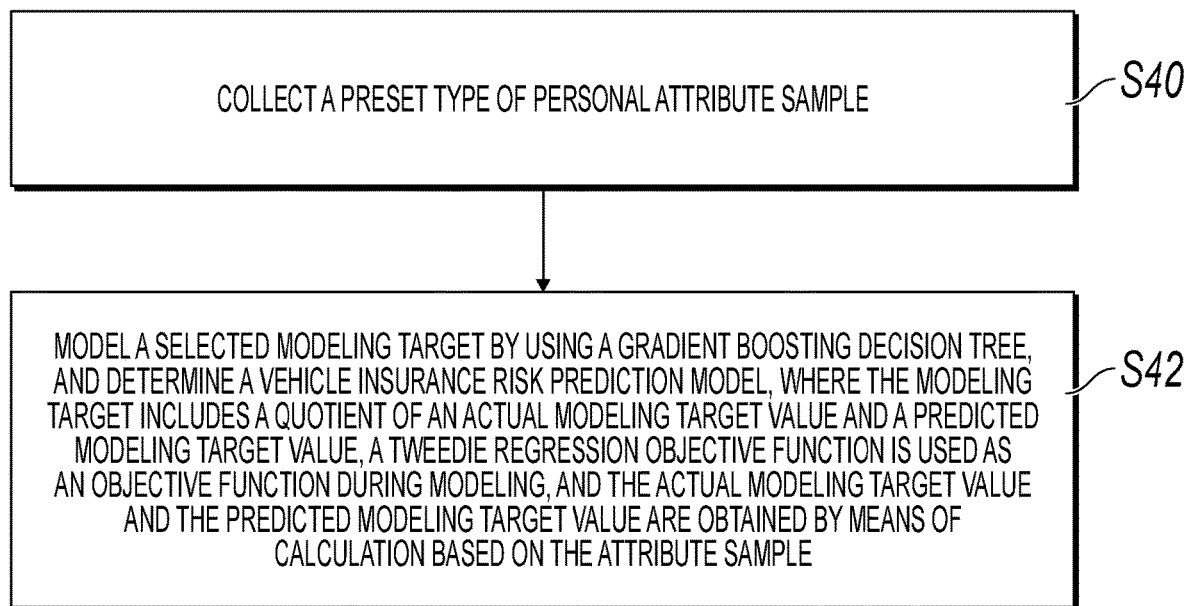 COLLECT A PRESET TYPE OF PERSONAL ATTRIBUTE SAMPLE
S40
MODEL A SELECTED MODELING TARGET BY USING A GRADIENT BOOSTING DECISION TREE,
AND DETERMINE A VEHICLE INSURANCE RISK PREDICTION MODEL, WHERE THE MODELING
TARGET INCLUDES A QUOTIENT OF AN ACTUAL MODELING TARGET VALUE AND A PREDICTED
MODELING TARGET VALUE, A TWEEDIE REGRESSION OBJECTIVE FUNCTION IS USED AS
AN OBJECTIVE FUNCTION DURING MODELING, AND THE ACTUAL MODELING TARGET VALUE
AND THE PREDICTED MODELING TARGET VALUE ARE OBTAINED BY MEANS OF
CALCULATION BASED ON THE ATTRIBUTE SAMPLE
S42